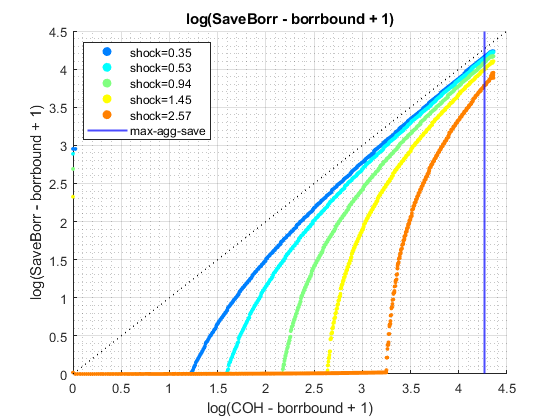 log(SaveBorr - borrbound + 1)
4.5
4
3.5
3
2.5
2
1.5
1
0.5
0
log(SaveBorr - borrbound + 1)
shock=0.35
shock=0.53
shock=0.94
shock=1.45
shock=2.57
max-agg-save
0 0.5 1 1.5 2 2.5 3 3.5 4 4.5
log(COH - borrbound + 1)